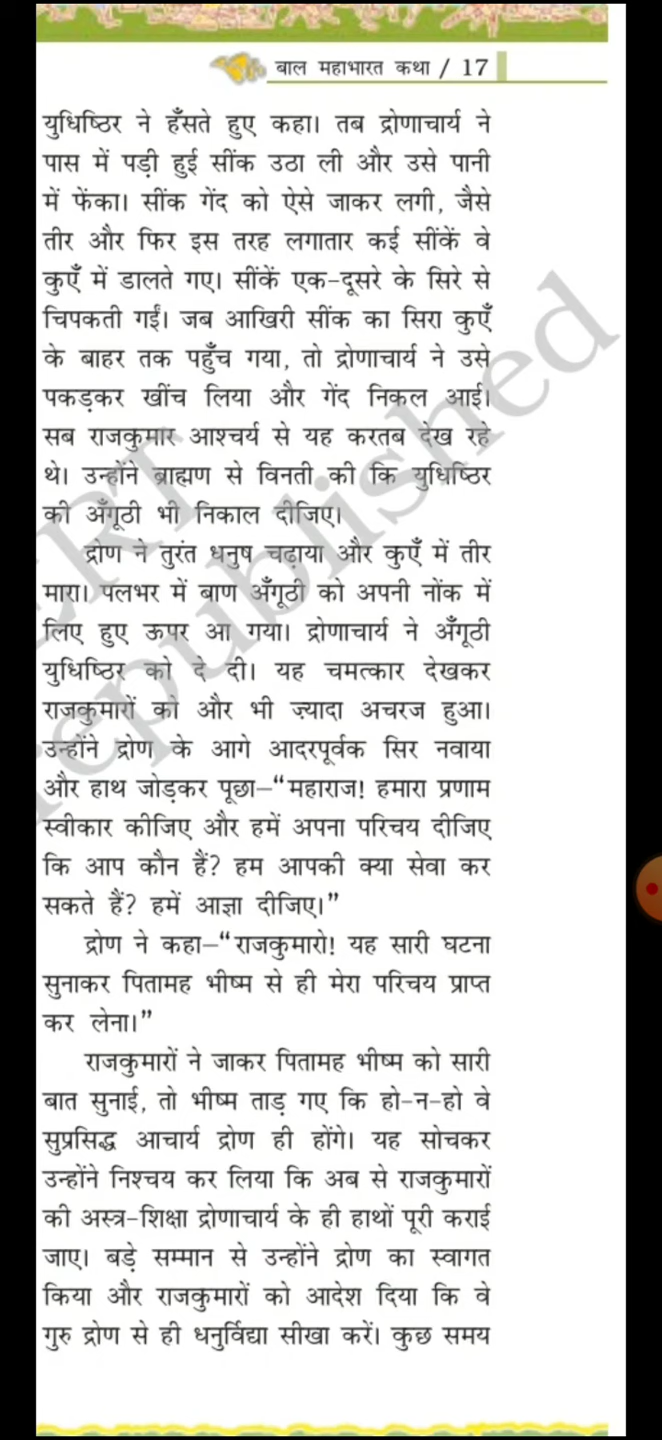 बाल महाभारत कथा / 17
युधिष्ठिर ने हँसते हुए कहा। तब द्रोणाचार्य ने
पास में पड़ी हुई सींक उठा ली और उसे पानी
में फेंका। सींक गेंद को ऐसे जाकर लगी, जैसे
तीर और फिर इस तरह लगातार कई सींकें वे
कुएँ में डालते गए। सींकें एक-दूसरे के सिरे से
चिपकती गईं। जब आखिरी सींक का सिरा कुएँ
के बाहर तक पहुँच गया, तो द्रोणाचार्य ने उसे
पकड़कर खींच लिया और गेंद निकल आई।
सब राजकुमार आश्चर्य से यह करतब देख रहे
थे। उन्होंने ब्राह्मण से विनती की कि युधिष्ठिर
की अँगूठी भी निकाल दीजिए।
द्रोण ने तुरंत धनुष चढ़ाया और कुएँ में तीर
मारा। पलभर में बाण अँगूठी को अपनी नोंक में
लिए हुए ऊपर आ गया। द्रोणाचार्य ने अँगूठी
युधिष्ठिर को दे दी। यह चमत्कार देखकर
राजकुमारों को और भी ज़्यादा अचरज हुआ।
उन्होंने द्रोण के आगे आदरपूर्वक सिर नवाया
और हाथ जोड़कर पूछा–“महाराज! हमारा प्रणाम
स्वीकार कीजिए और हमें अपना परिचय दीजिए
कि आप कौन हैं? हम आपकी क्या सेवा कर
सकते हैं? हमें आज्ञा दीजिए।”
द्रोण ने कहा–“राजकुमारो! यह सारी घटना
सुनाकर पितामह भीष्म से ही मेरा परिचय प्राप्त
कर लेना।”
राजकुमारों ने जाकर पितामह भीष्म को सारी
बात सुनाई, तो भीष्म ताड़ गए कि हो-न-हो वे
सुप्रसिद्ध आचार्य द्रोण ही होंगे। यह सोचकर
उन्होंने निश्चय कर लिया कि अब से राजकुमारों
की अस्त्र-शिक्षा द्रोणाचार्य के ही हाथों पूरी कराई
जाए। बड़े सम्मान से उन्होंने द्रोण का स्वागत
किया और राजकुमारों को आदेश दिया कि वे
गुरु द्रोण से ही धनुर्विद्या सीखा करें। कुछ समय
ERT
republished